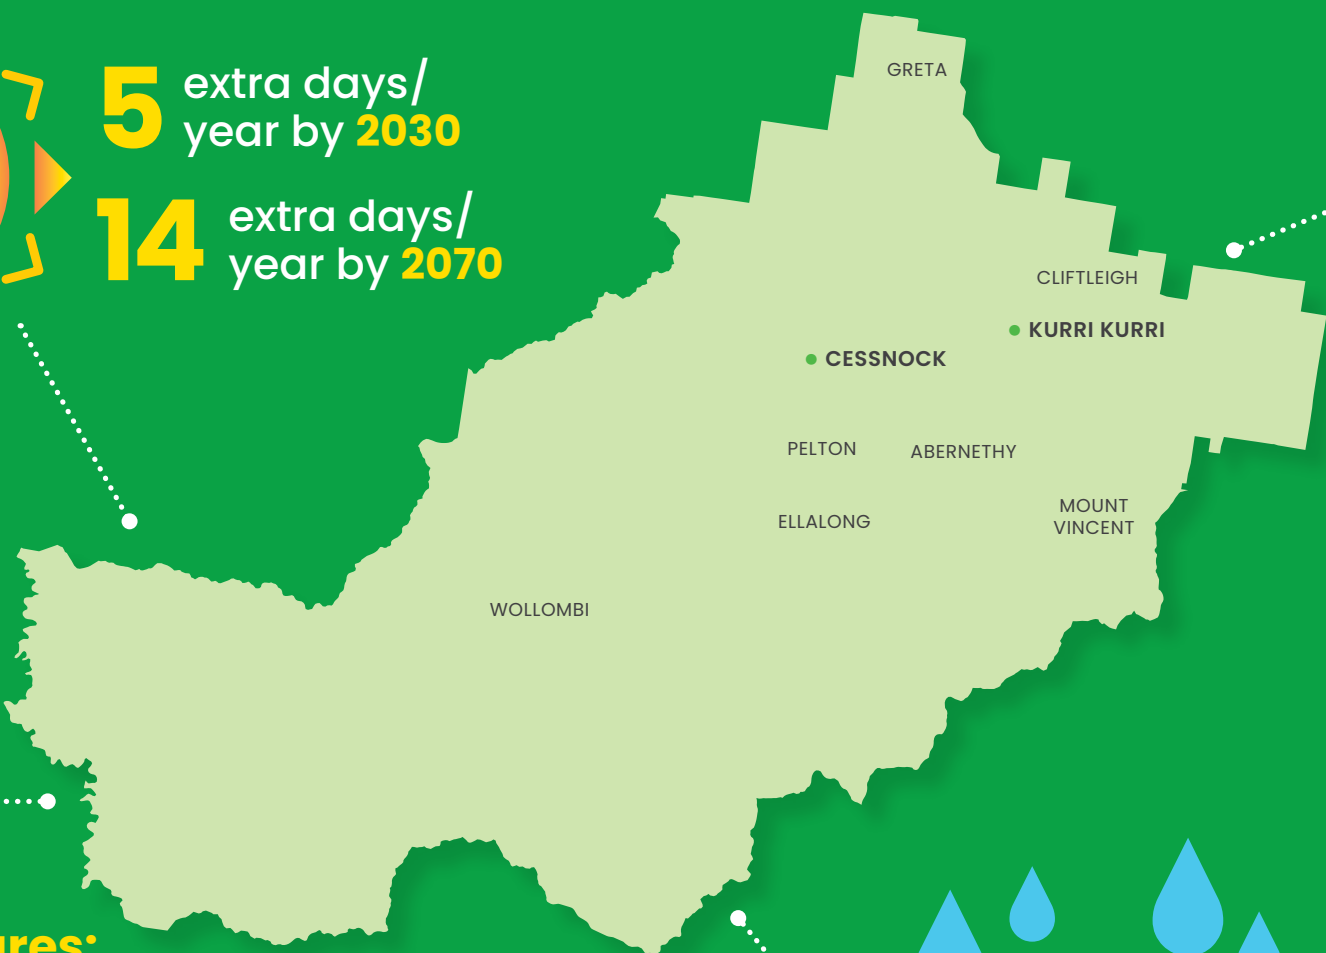 5 extra days/
year by 2030
14 extra days/
year by 2070
GRETA
CLIFTLEIGH
KURRI KURRI
CESSNOCK
PELTON
ABERNETHY
MOUNT
VINCENT
ELLALONG
WOLLOMBI